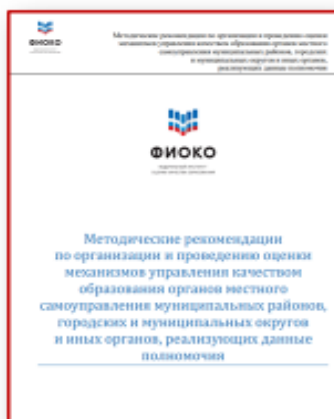 ФИОКО
Методические рекомендации по организации и проведению оценки
механизмов управления качеством образования органов местного
самоуправления муниципальных районов, городских
и муниципальных округов и иных органов,
реализующих данные полномочия
ФИОКО
Методические рекомендации
по организации и проведению оценки
механизмов управления качеством
образования органов местного
самоуправления муниципальных районов,
городских и муниципальных округов
и иных органов, реализующих данные
полномочия